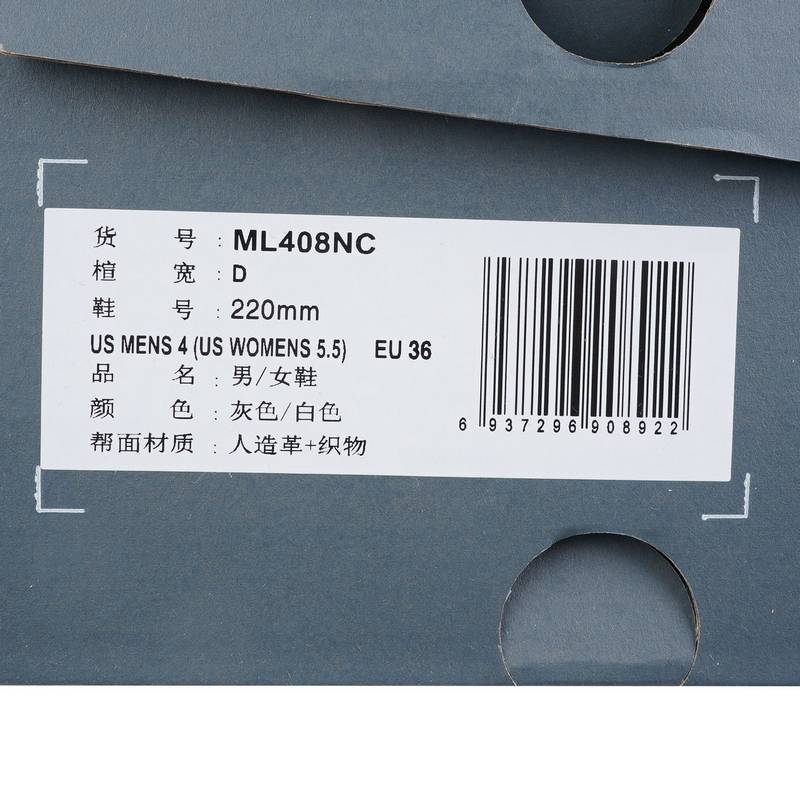 货 号 : ML408NC
楦 宽 : D
鞋 号 : 220mm
US MENS 4 (US WOMENS 5.5) EU 36
品 名 : 男/女鞋
颜 色 : 灰色/白色
帮面材质 : 人造革+织物
6 937296 908922